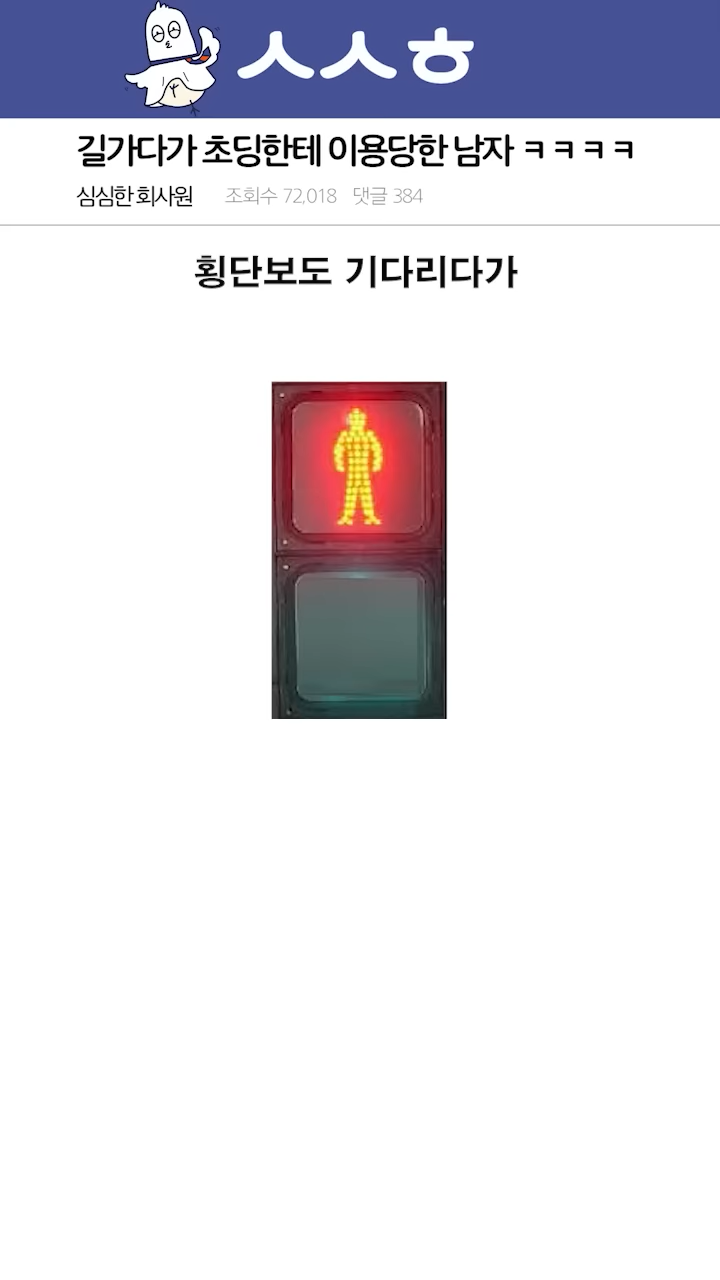 ㅅㅅㅎ
길가다가 초딩한테 이용당한 남자 ㅋㅋㅋㅋ
심심한 회사원 조회수 72,018 댓글 384
횡단보도 기다리다가